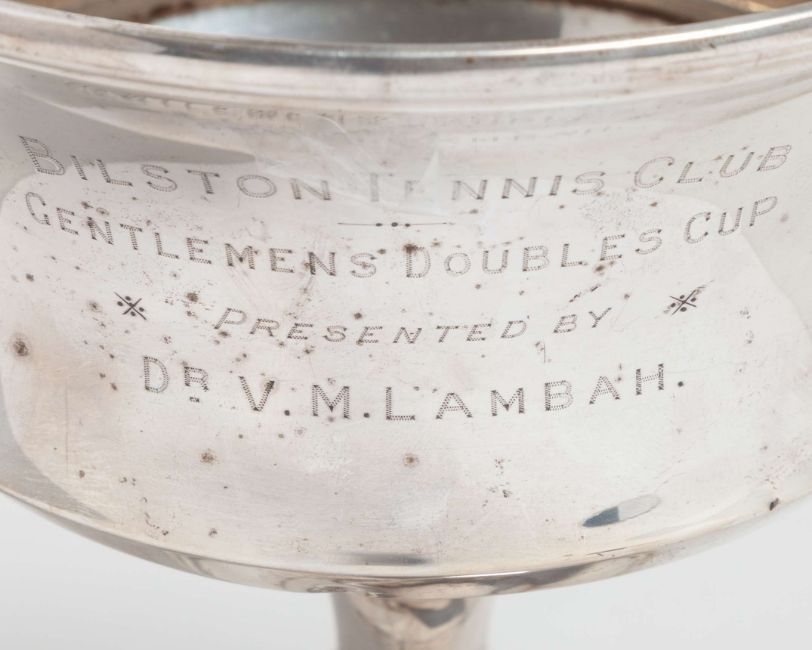 BILSTON TENNIS CLUB
GENTLEMENS DOUBLES CUP
PRESENTED BY
DR. V. M. LAMBAH.